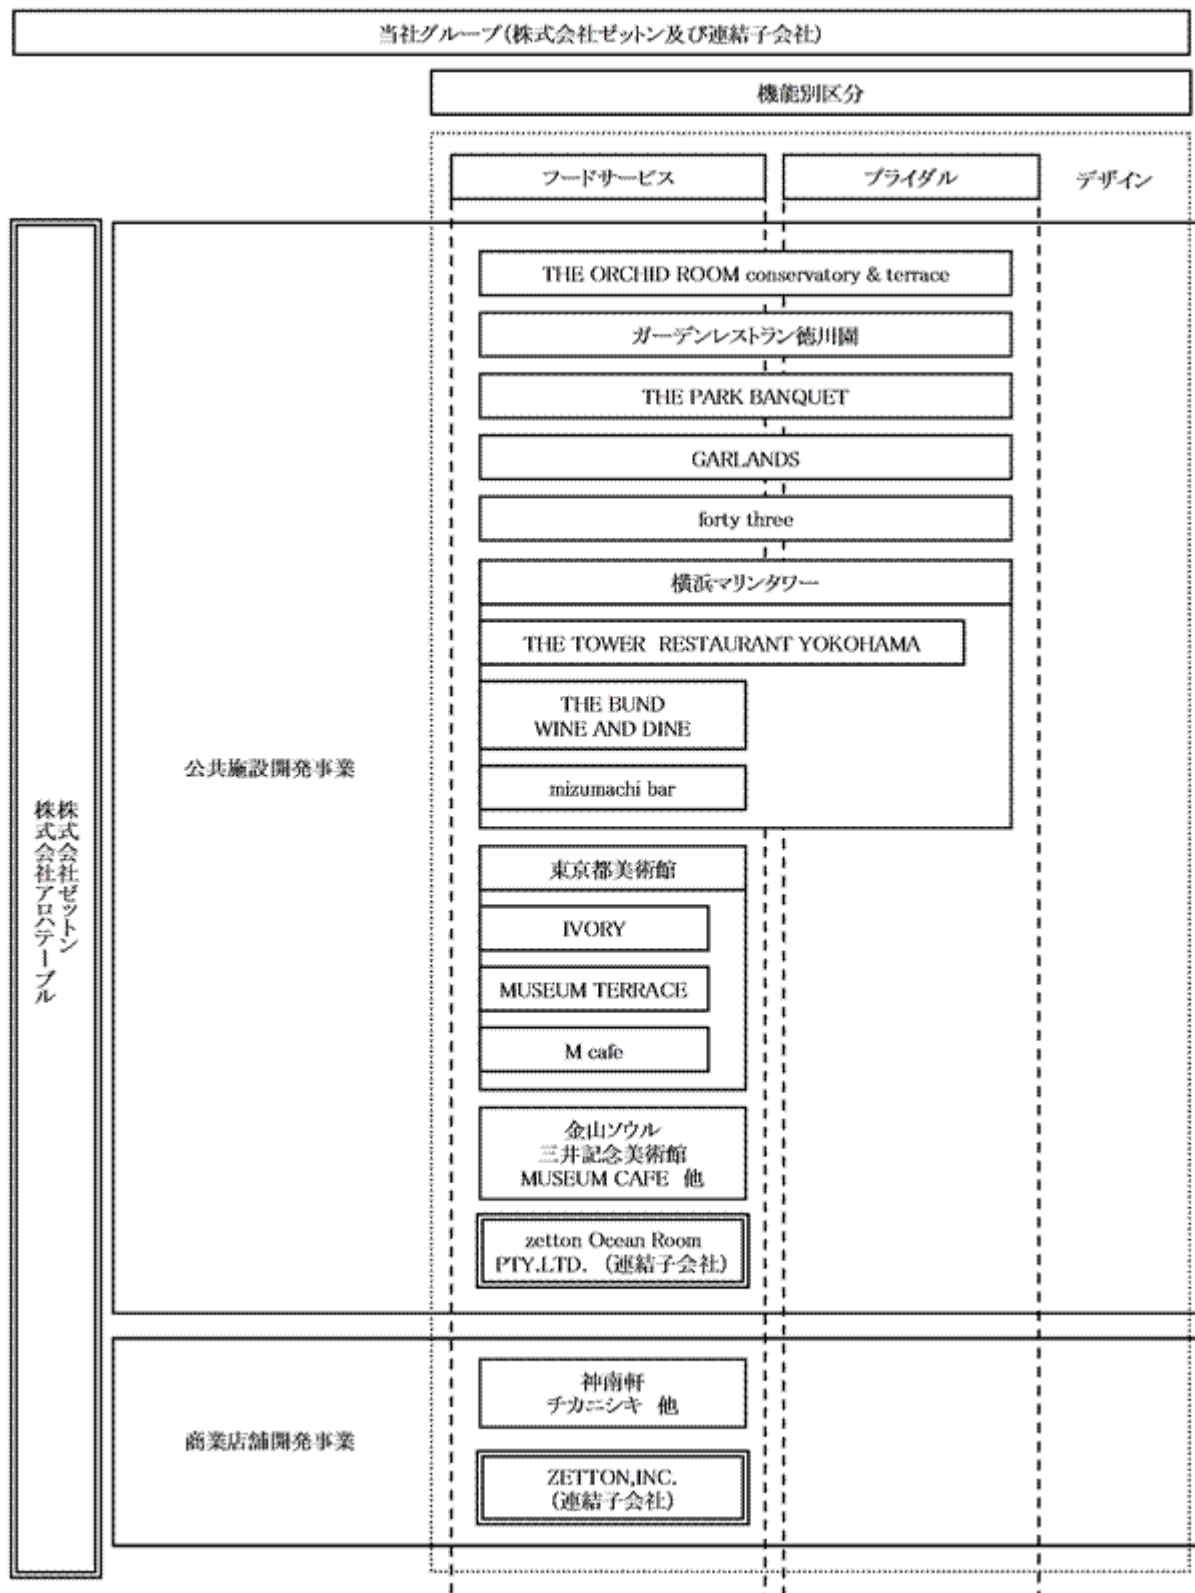 当社グループ(株式会社ゼットン及び連結子会社)
機能別区分
フードサービス
ブライダル
デザイン
株式会社ゼットン
株式会社アロハテーブル
公共施設開発事業
THE ORCHID ROOM conservatory & terrace
ガーデンレストラン徳川園
THE PARK BANQUET
GARLANDS
forty three
横浜マリンタワー
THE TOWER RESTAURANT YOKOHAMA
THE BUND
WINE AND DINE
mizumachi bar
東京都美術館
IVORY
MUSEUM TERRACE
M cafe
金山ソウル
三井記念美術館
MUSEUM CAFE 他
zetton Ocean Room
PTY.LTD. (連結子会社)
商業店舗開発事業
神南軒
チカニシキ 他
ZETTON,INC.
(連結子会社)